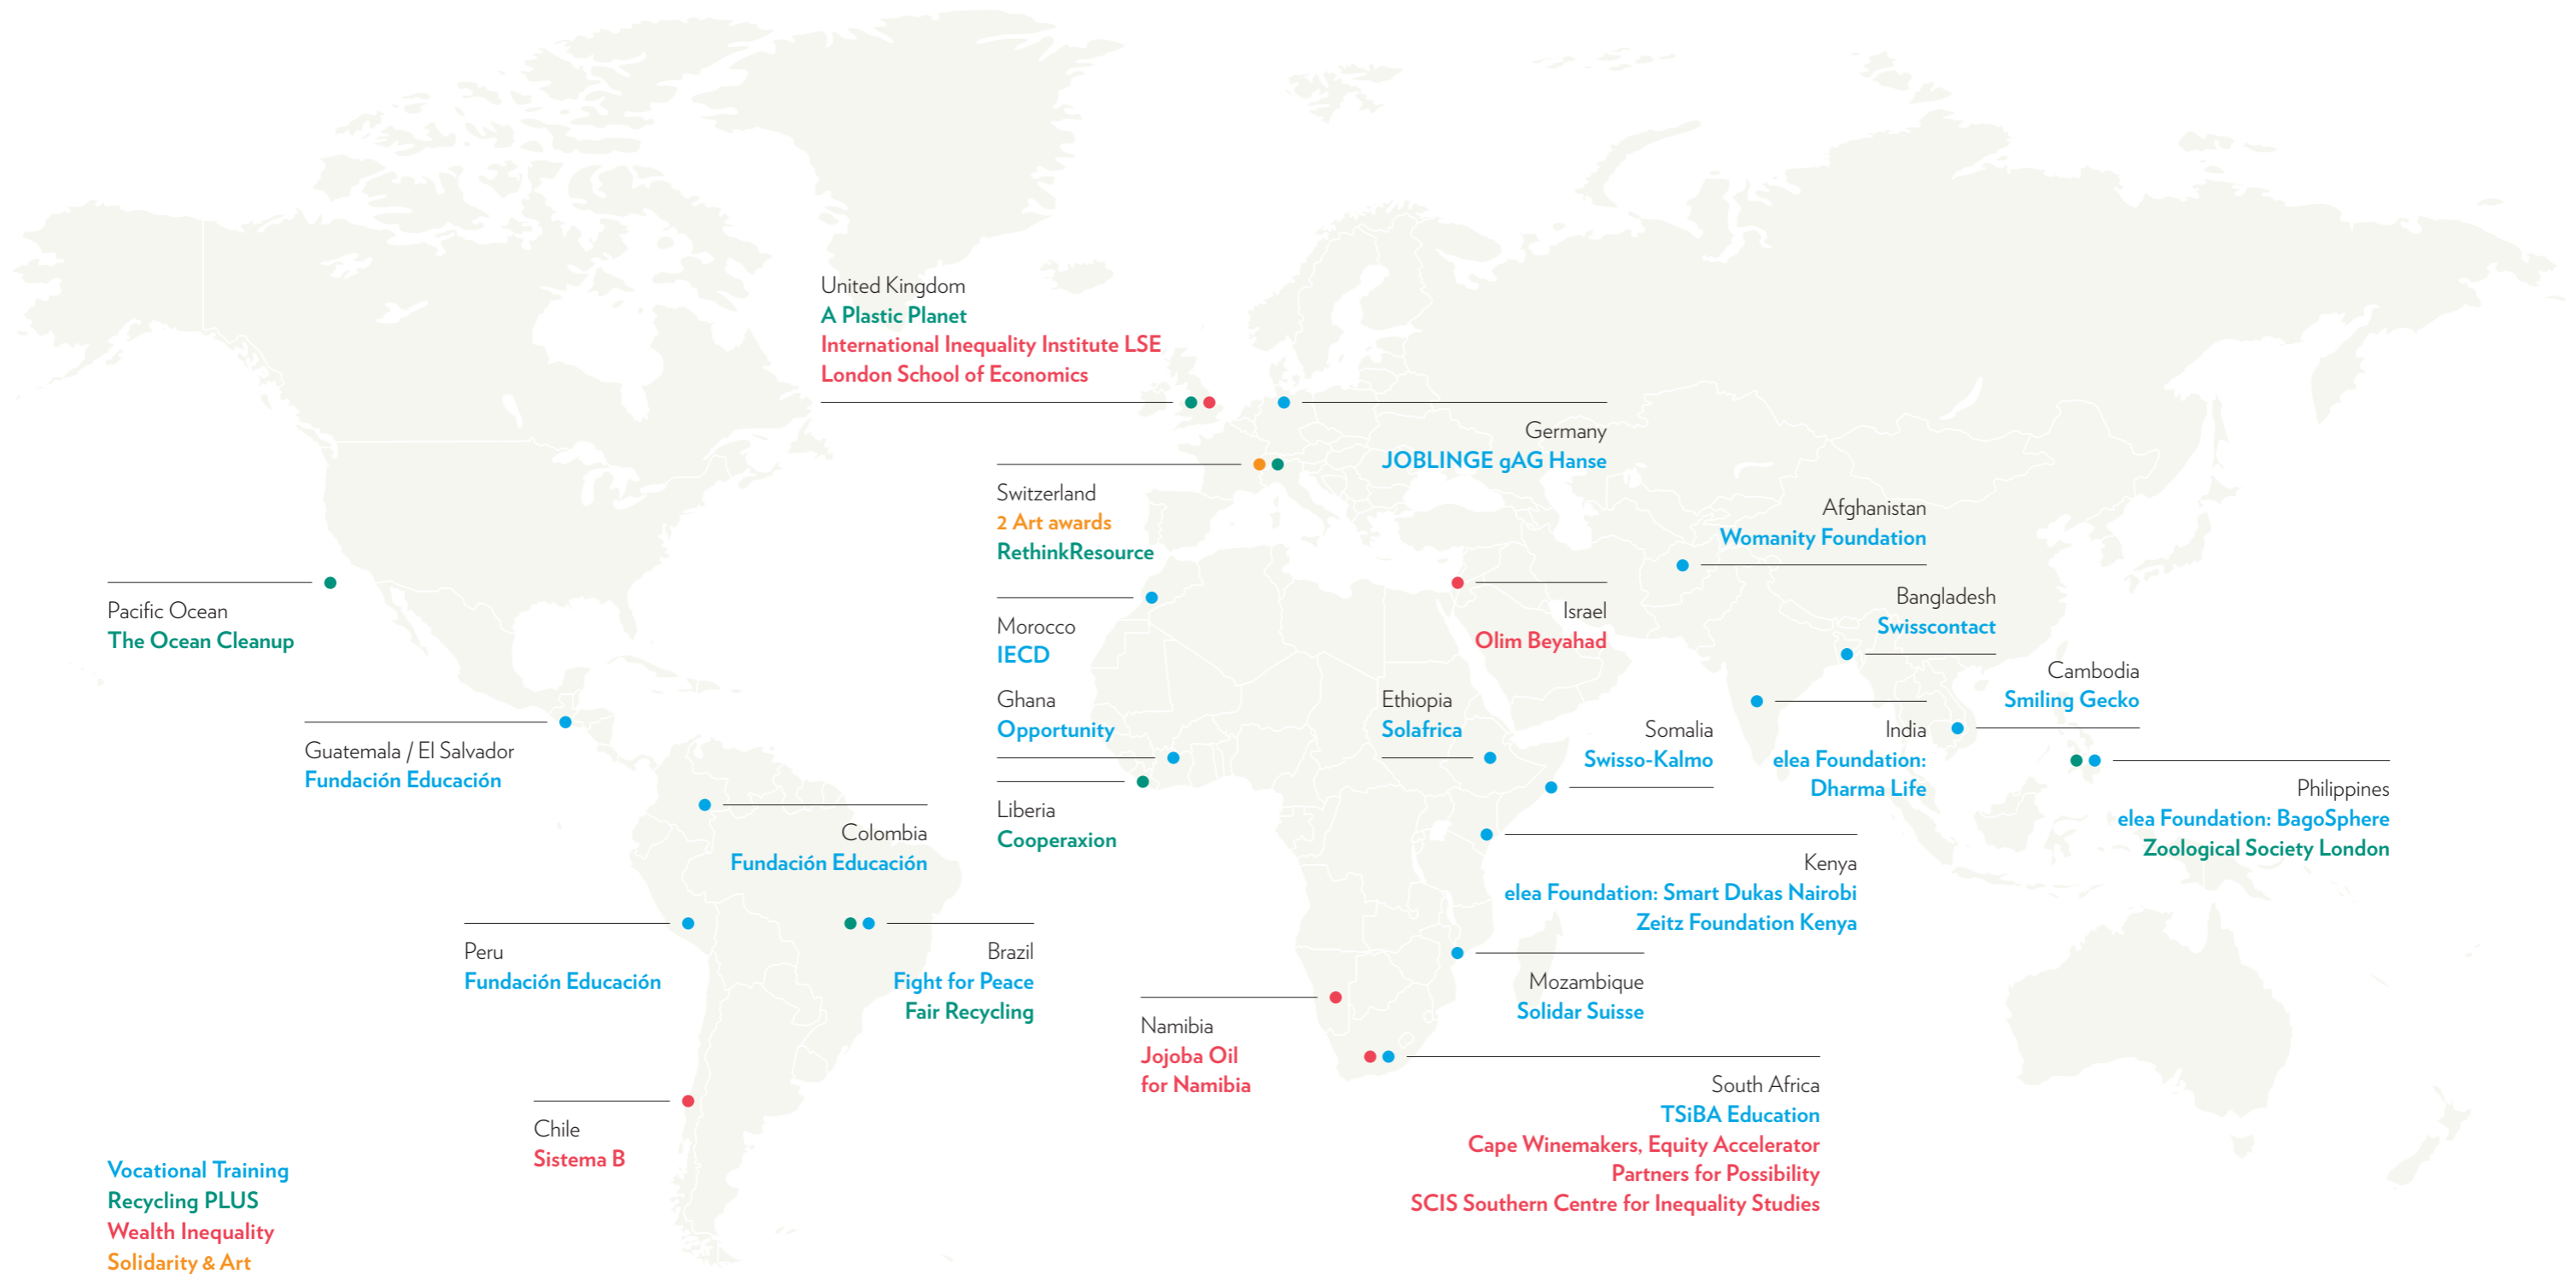 United Kingdom
A Plastic Planet
International Inequality Institute LSE
London School of Economics
Germany
JOBLINGE gAG Hanse
Switzerland
2 Art awards
RethinkResource
Afghanistan
Womanity Foundation
Pacific Ocean
The Ocean Cleanup
Morocco
IECD
Israel
Olim Beyahad
Bangladesh
Swisscontact
Cambodia
Smiling Gecko
Guatemala / El Salvador
Fundación Educación
Ghana
Opportunity
Ethiopia
Solafrica
Somalia
Swisso-Kalmo
India
elea Foundation:
Dharma Life
Philippines
elea Foundation: BagoSphere
Zoological Society London
Liberia
Cooperaxion
Colombia
Fundación Educación
Kenya
elea Foundation: Smart Dukas Nairobi
Zeitz Foundation Kenya
Peru
Fundación Educación
Brazil
Fight for Peace
Fair Recycling
Mozambique
Solidar Suisse
Namibia
Jojoba Oil
for Namibia
South Africa
TSiBA Education
Cape Winemakers, Equity Accelerator
Partners for Possibility
SCIS Southern Centre for Inequality Studies
Chile
Sistema B
Vocational Training
Recycling PLUS
Wealth Inequality
Solidarity & Art